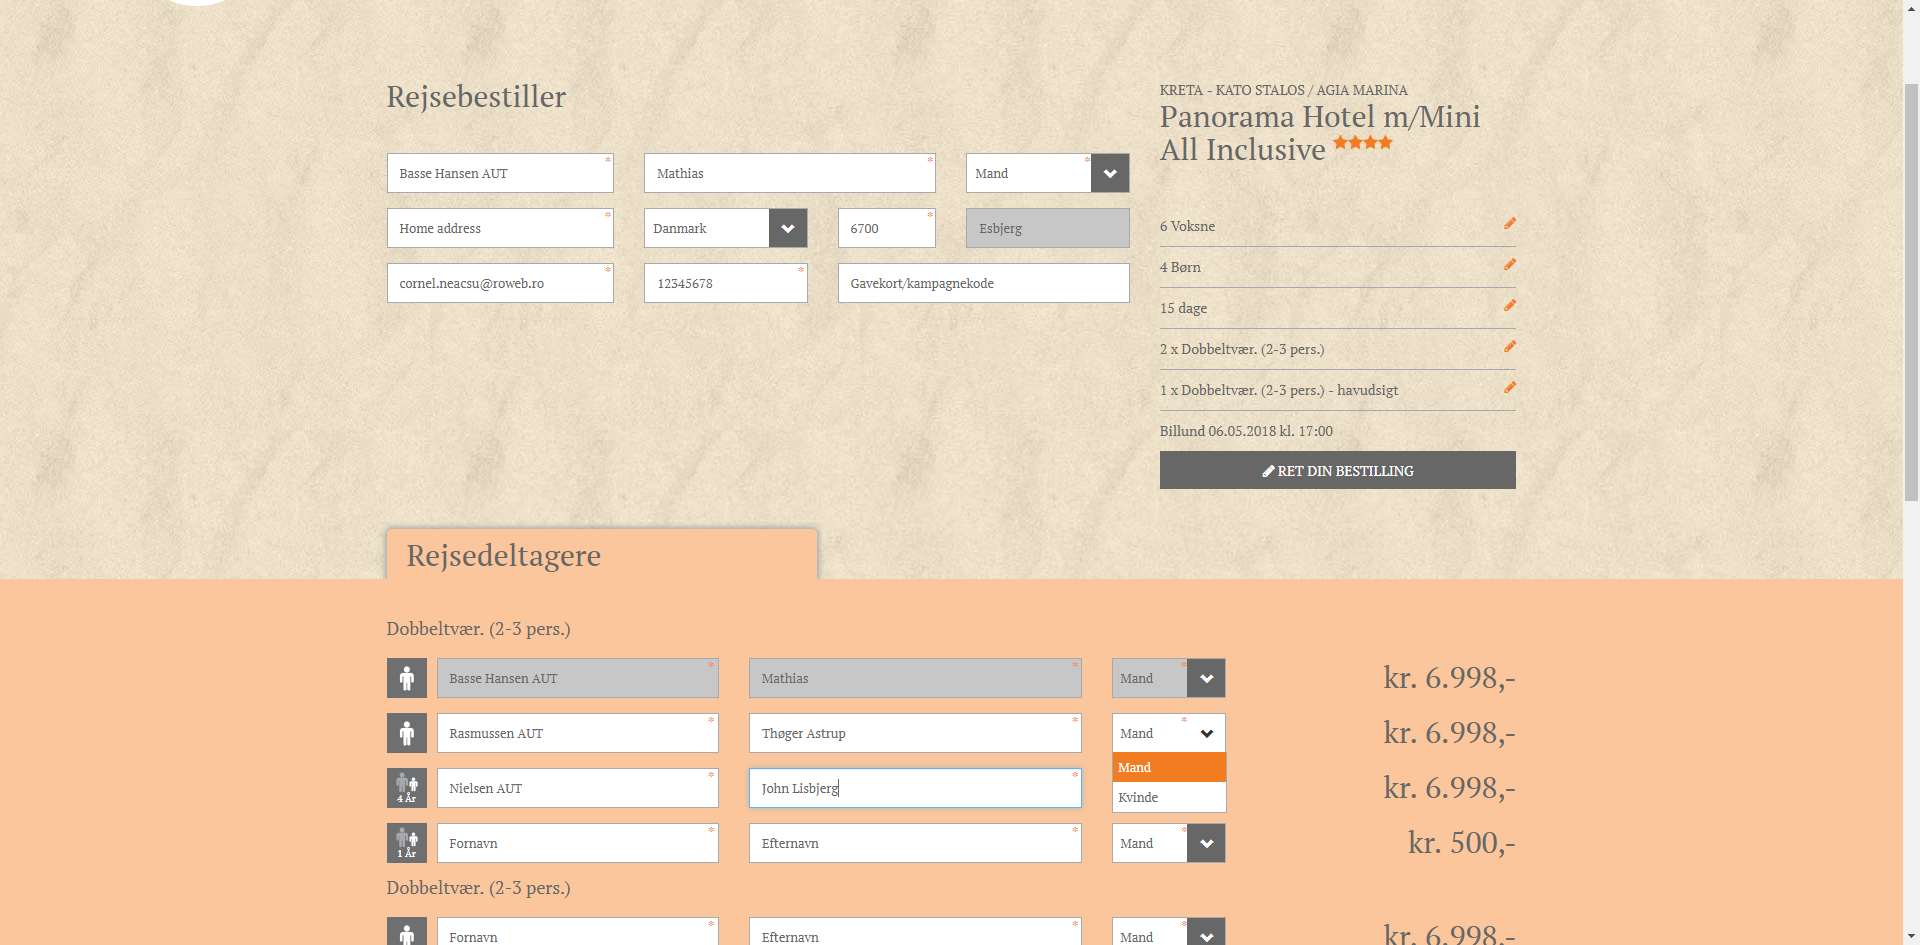 Rejsebestiller
Basse Hansen AUT *
Mathias *
Mand *
Home address *
Danmark
6700 *
Esbjerg
cornel.neacsu@roweb.ro *
12345678 *
Gavekort/kampagnekode
KRETA - KATO STALOS / AGIA MARINA
Panorama Hotel m/Mini
All Inclusive
6 Voksne
4 Børn
15 dage
2 x Dobbeltvær. (2-3 pers.)
1 x Dobbeltvær. (2-3 pers.) - havudsigt
Billund 06.05.2018 kl. 17:00
RET DIN BESTILLING
Rejsedeltagere
Dobbeltvær. (2-3 pers.)
Basse Hansen AUT * Mathias * Mand * kr. 6.998,-
Rasmussen AUT * Thøger Astrup * Mand * kr. 6.998,-
Mand
Kvinde
4 År Nielsen AUT * John Lisbjerg * kr. 6.998,-
1 År Fornavn * Efternavn * Mand * kr. 500,-
Dobbeltvær. (2-3 pers.)
Fornavn * Efternavn * Mand * kr. 6.998,-